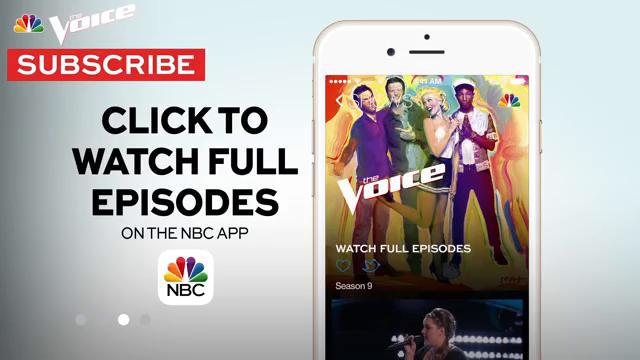 the Voice
SUBSCRIBE
CLICK TO
WATCH FULL
EPISODES
ON THE NBC APP
NBC
the Voice
WATCH FULL EPISODES
Season 9